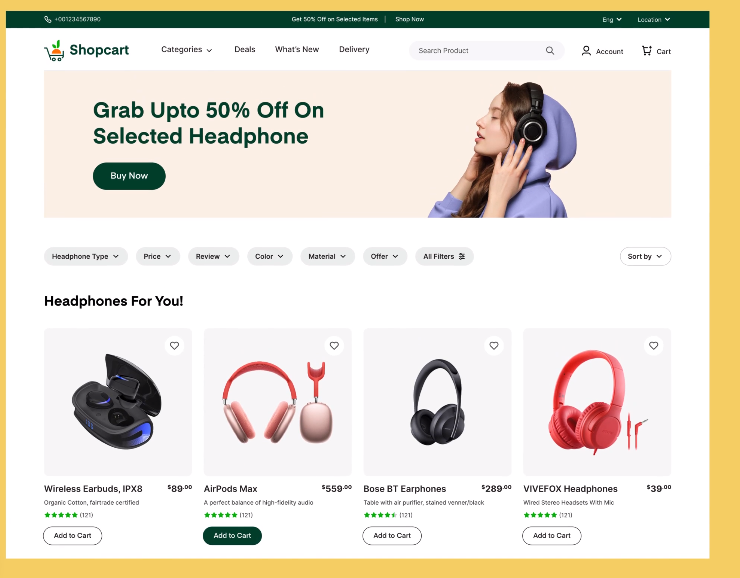 +001234567890
Get 50% Off on Selected Items | Shop Now
Eng
Location
Shopcart
Categories
Deals
What's New
Delivery
Search Product
Account
Cart
Grab Upto 50% Off On
Selected Headphone
Buy Now
Headphone Type
Price
Review
Color
Material
Offer
All Filters
Sort by
Headphones For You!
Wireless Earbuds, IPX8
$89.00
Organic Cotton, fairtrade certified
(121)
Add to Cart
AirPods Max
$559.00
A perfect balance of high-fidelity audio
(121)
Add to Cart
Bose BT Earphones
$289.00
Table with air purifier, stained venner/black
(121)
Add to Cart
VIVEFOX Headphones
$39.00
Wired Stereo Headsets With Mic
(121)
Add to Cart